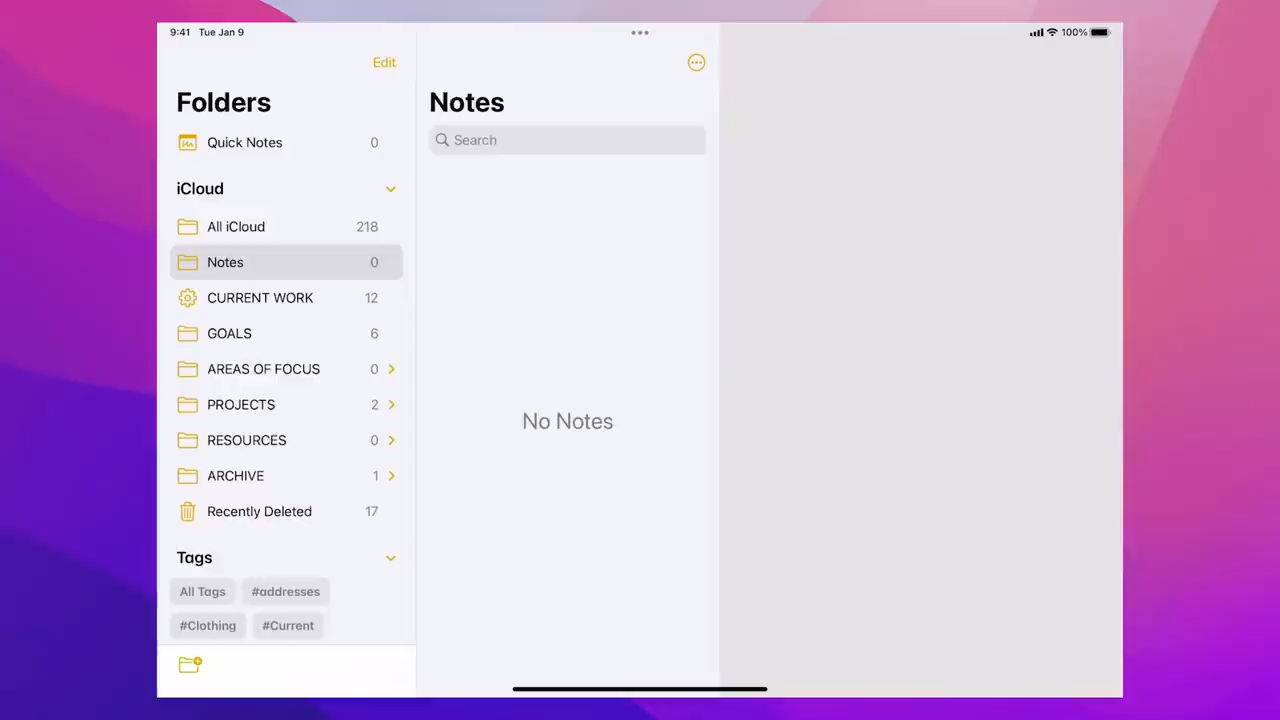 9:41 Tue Jan 9
100%
Edit
Folders
Quick Notes 0
iCloud
All iCloud 218
Notes 0
CURRENT WORK 12
GOALS 6
AREAS OF FOCUS 0
PROJECTS 2
RESOURCES 0
ARCHIVE 1
Recently Deleted 17
Tags
All Tags #addresses
#Clothing #Current
Notes
Search
No Notes